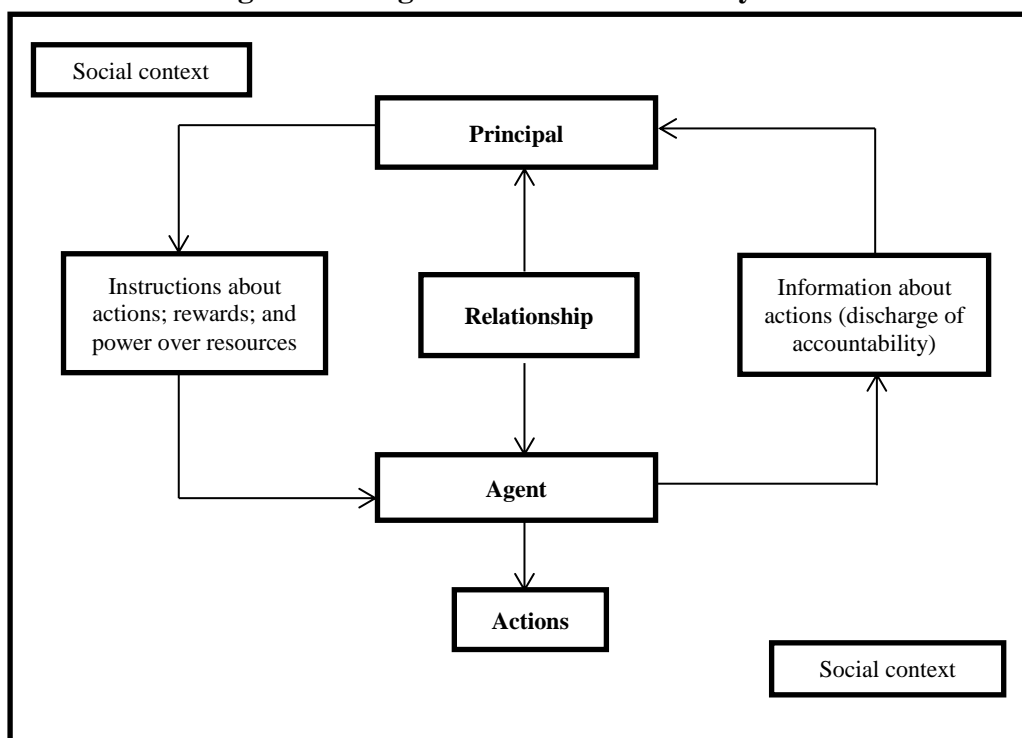 Social context
Principal
Instructions about
actions; rewards; and
power over resources
Relationship
Information about
actions (discharge of
accountability)
Agent
Actions
Social context